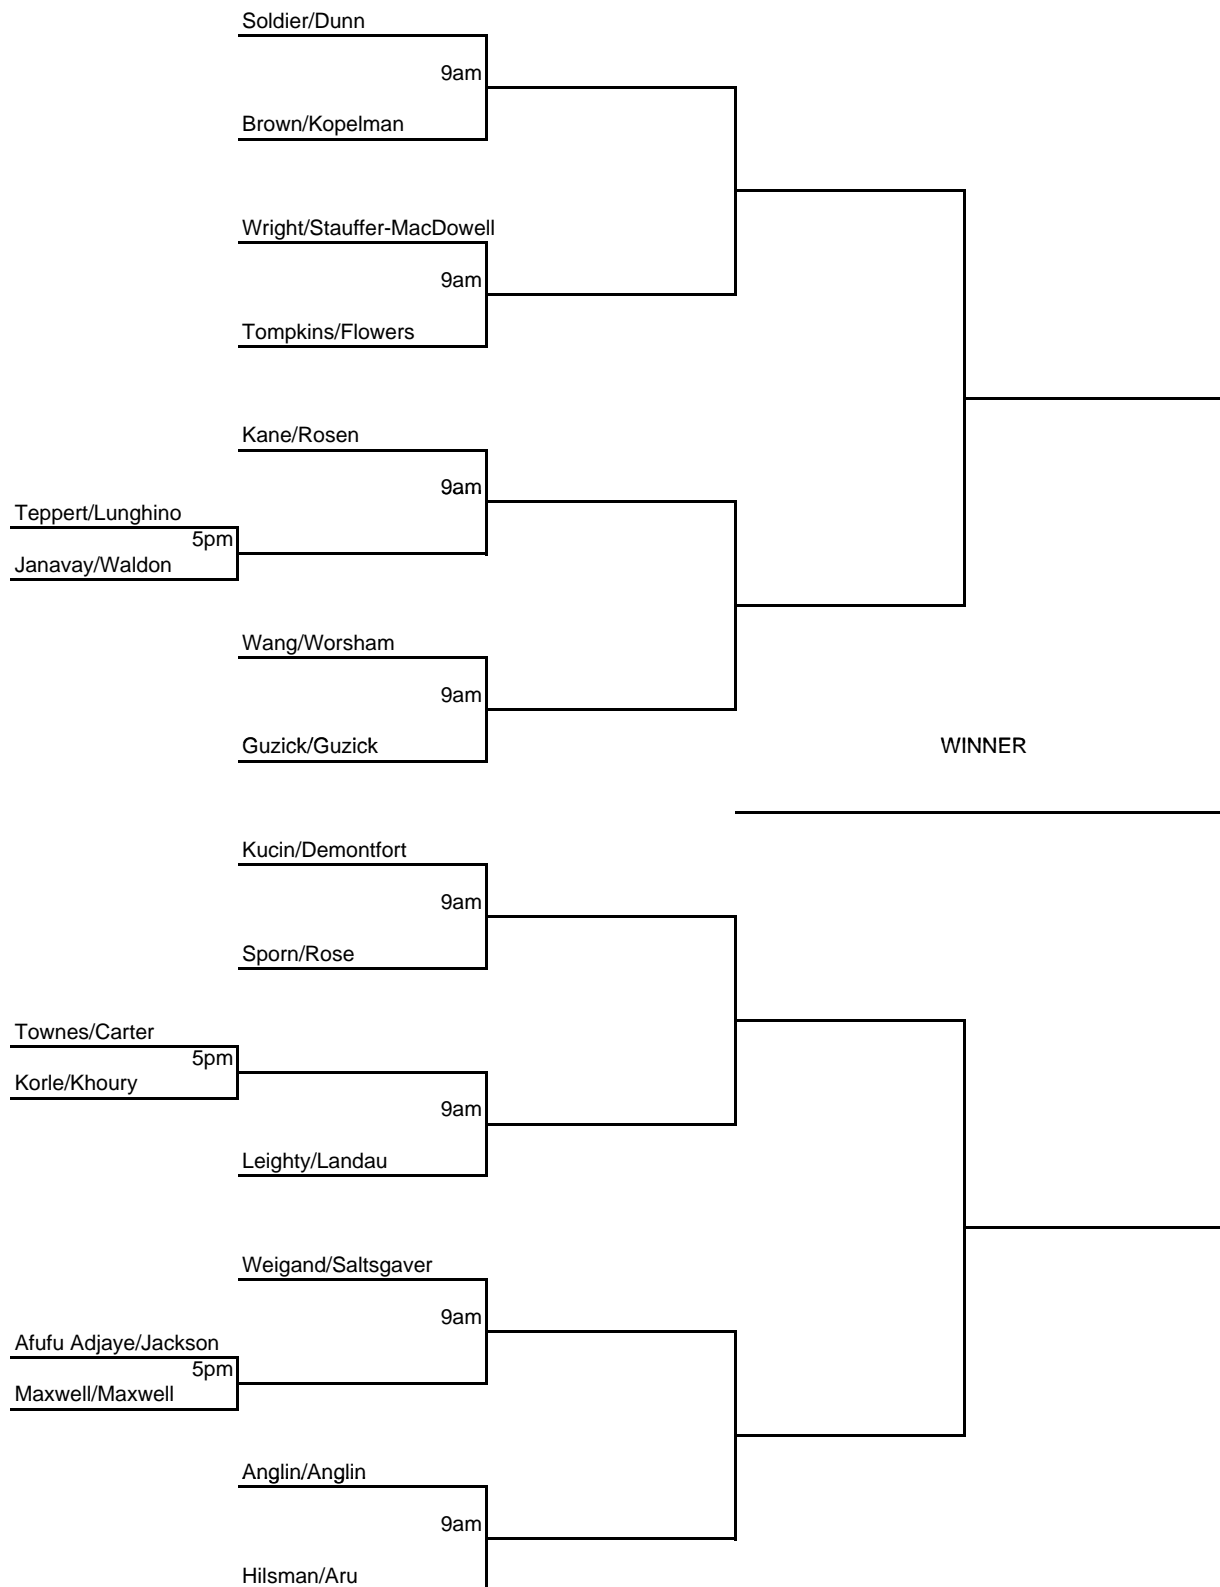 Soldier/Dunn
9am
Brown/Kopelman
Wright/Stauffer-MacDowell
9am
Tompkins/Flowers
Kane/Rosen
9am
Teppert/Lunghino
5pm
Janavay/Waldon
Wang/Worsham
9am
Guzick/Guzick
WINNER
Kucin/Demontfort
9am
Sporn/Rose
Townes/Carter
5pm
Korle/Khoury
9am
Leighty/Landau
Weigand/Saltsgaver
9am
Afufu Adjaye/Jackson
5pm
Maxwell/Maxwell
Anglin/Anglin
9am
Hilsman/Aru